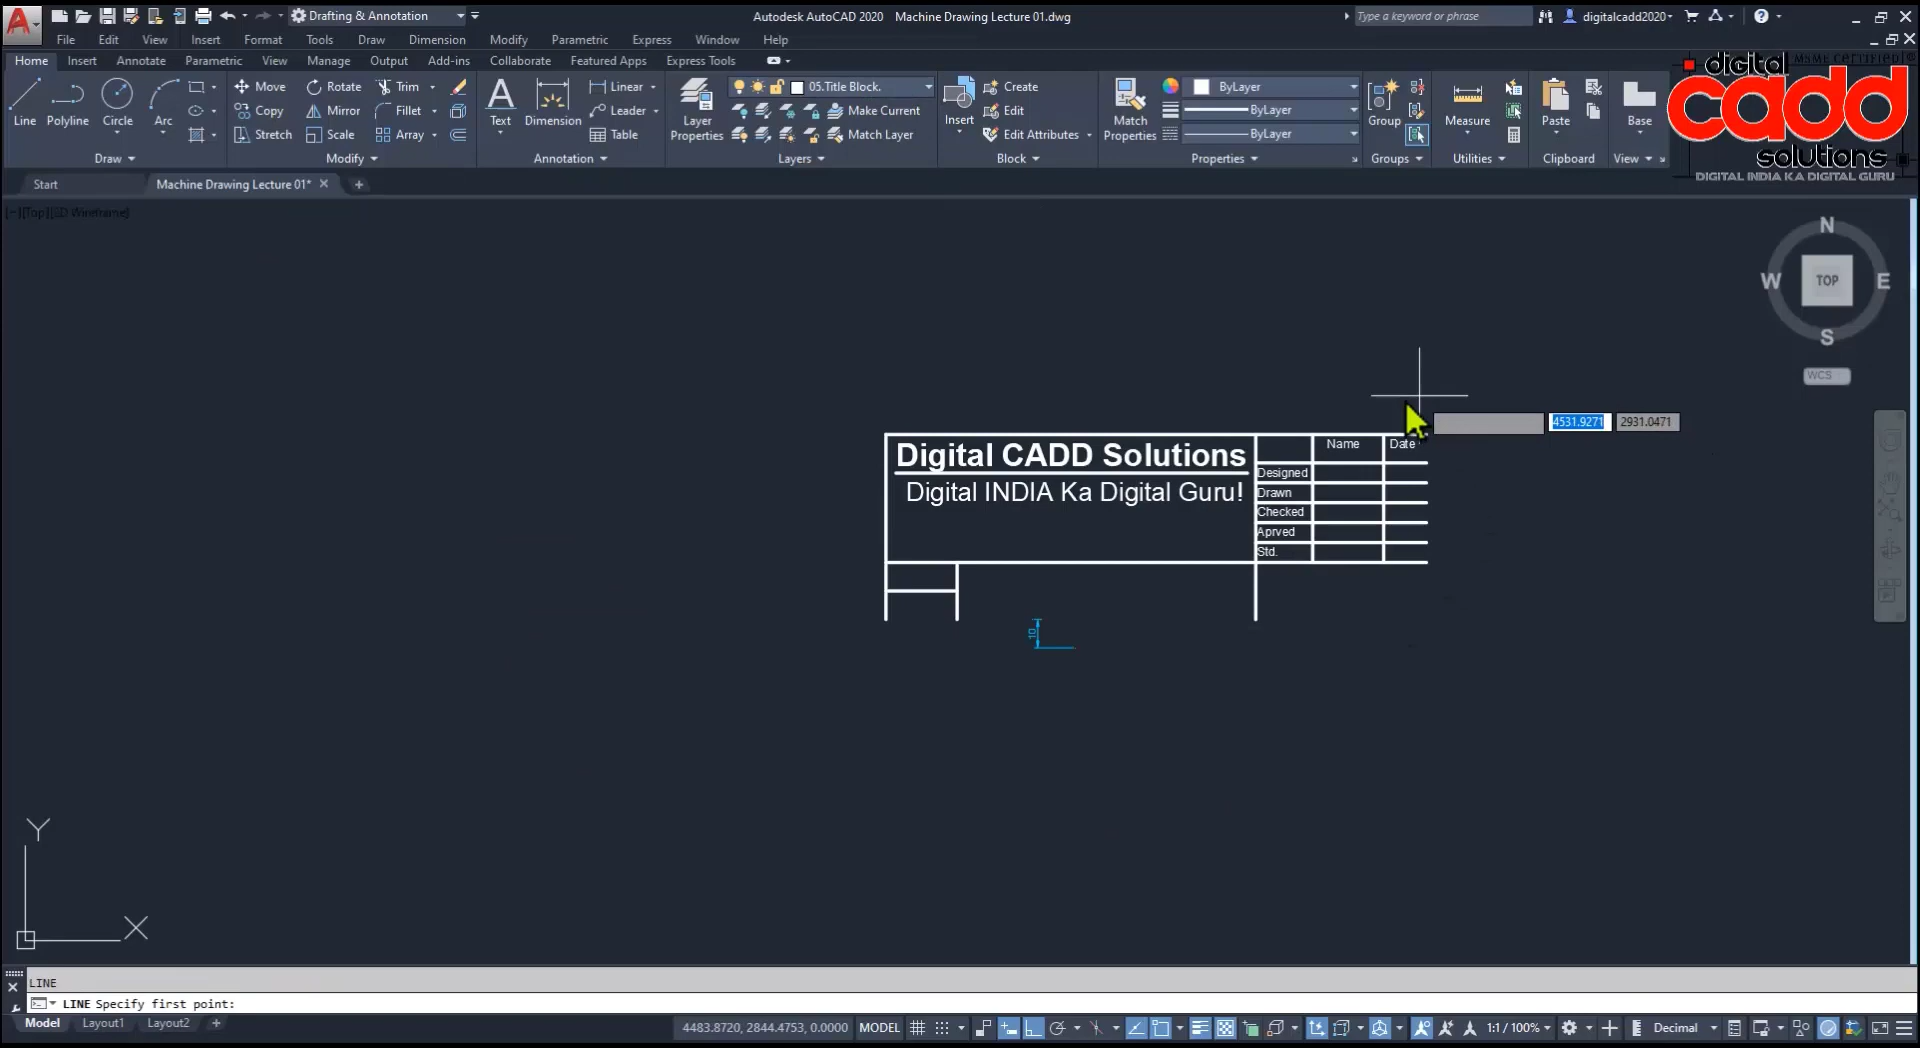 Drafting & Annotation
Autodesk AutoCAD 2020 Machine Drawing Lecture 01.dwg
Type a keyword or phrase
digitalcadd2020
File Edit View Insert Format Tools Draw Dimension Modify Parametric Express Window Help
Home Insert Annotate Parametric View Manage Output Add-ins Collaborate Featured Apps Express Tools
Line Polyline Circle Arc
Draw
Move Rotate Trim
Copy Mirror Fillet
Stretch Scale Array
Modify
Text Dimension
Linear
Leader
Table
Annotation
Layer Properties
05.Title Block.
Make Current
Match Layer
Layers
Insert
Create
Edit
Edit Attributes
Block
Match Properties
ByLayer
ByLayer
ByLayer
Properties
Group
Groups
Measure
Utilities
Paste
Clipboard
Base
View
digital
MSME Certified
cadd
solutions
DIGITAL INDIA KA DIGITAL GURU
Start
Machine Drawing Lecture 01*
[−][Top][2D Wireframe]
N
W TOP E
S
WCS
4531.9271 2931.0471
Digital CADD Solutions
Digital INDIA Ka Digital Guru!
Name Date
Designed
Drawn
Checked
Aprved
Std.
10
Y
X
LINE
LINE Specify first point:
Model Layout1 Layout2
4483.8720, 2844.4753, 0.0000 MODEL
1:1 / 100%
Decimal